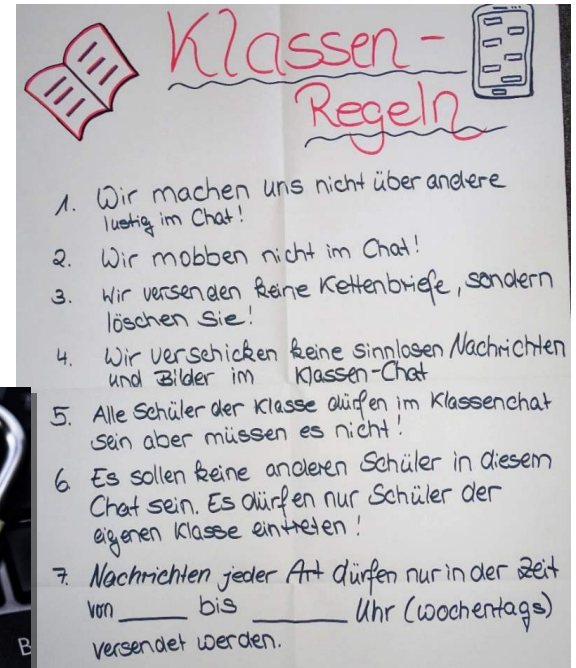 Klassen-
Regeln
1. Wir machen uns nicht über andere
lustig im Chat!
2. Wir mobben nicht im Chat!
3. Wir versenden keine Kettenbriefe, sondern
löschen Sie!
4. Wir verschicken keine sinnlosen Nachrichten
und Bilder im Klassen-Chat
5. Alle Schüler der Klasse dürfen im Klassenchat
sein aber müssen es nicht!
6. Es sollen keine anderen Schüler in diesem
Chat sein. Es dürfen nur Schüler der
eigenen Klasse eintreten!
7. Nachrichten jeder Art dürfen nur in der Zeit
von ______ bis ________ Uhr (wochentags)
versendet werden.
B